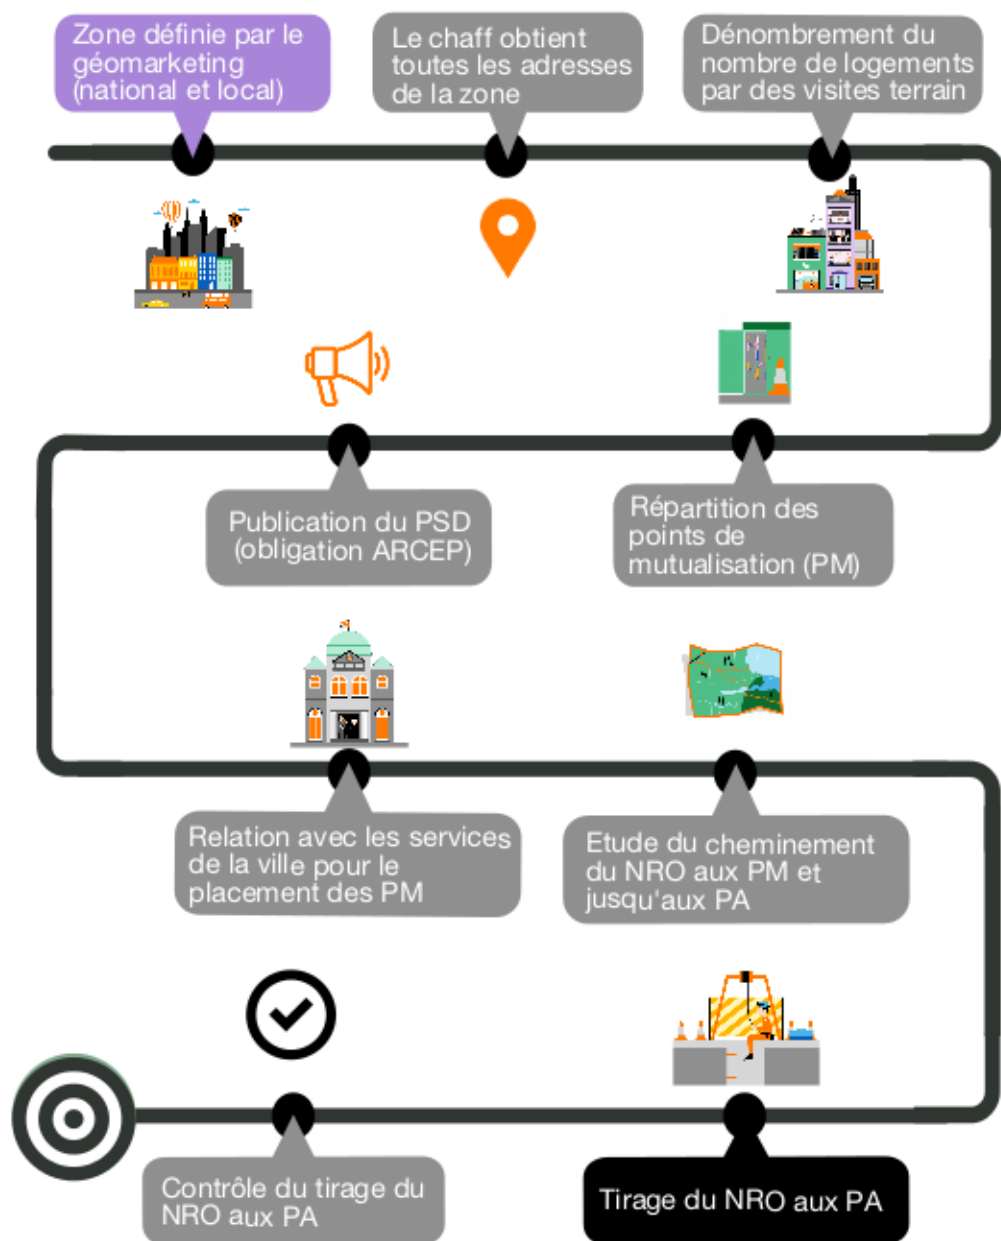 Zone définie par le
géomarketing
(national et local)
Le chaff obtient
toutes les adresses
de la zone
Dénombrement du
nombre de logements
par des visites terrain
Répartition des
points de
mutualisation (PM)
Publication du PSD
(obligation ARCEP)
Relation avec les services
de la ville pour le
placement des PM
Etude du cheminement
du NRO aux PM et
jusqu'aux PA
Tirage du NRO aux PA
Contrôle du tirage du
NRO aux PA